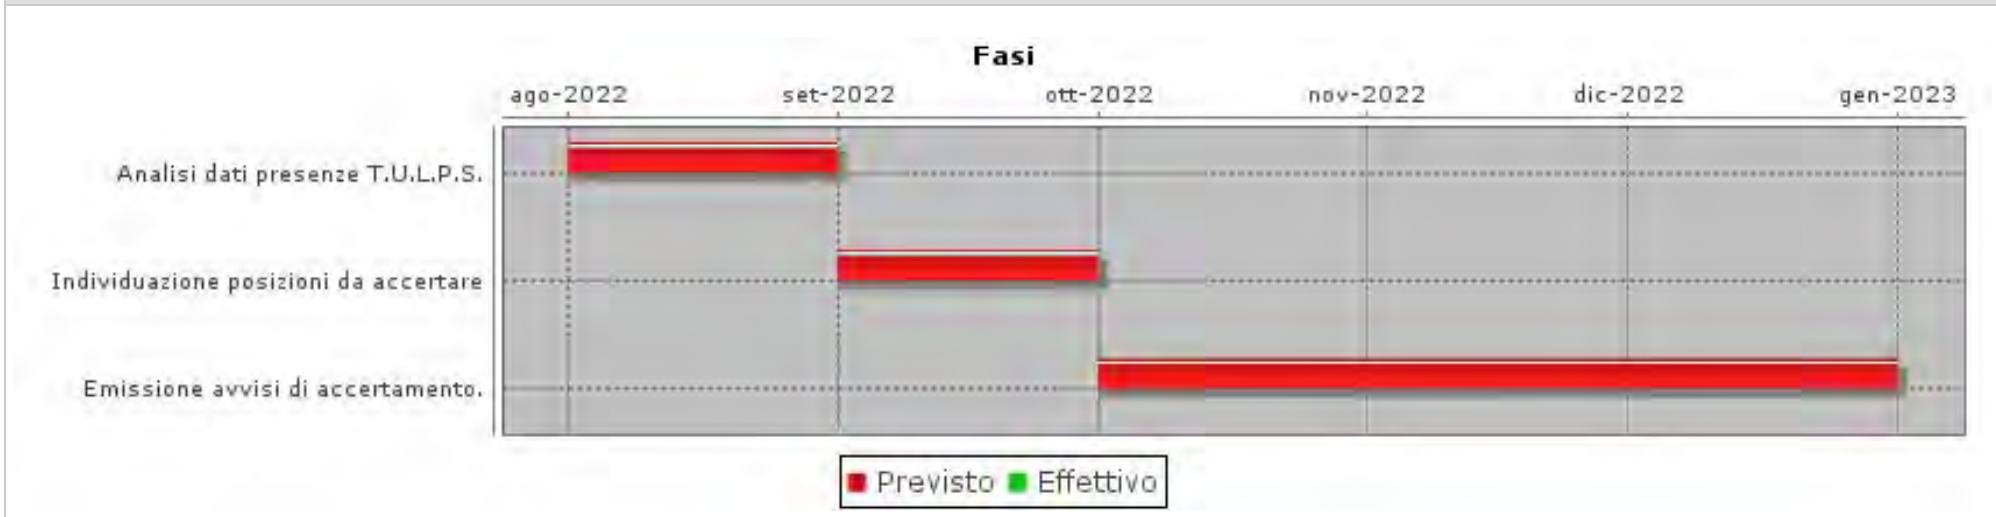 Fasi
ago-2022 set-2022 ott-2022 nov-2022 dic-2022 gen-2023
Analisi dati presenze T.U.L.P.S.
Individuazione posizioni da accertare
Emissione avvisi di accertamento.
Previsto Effettivo